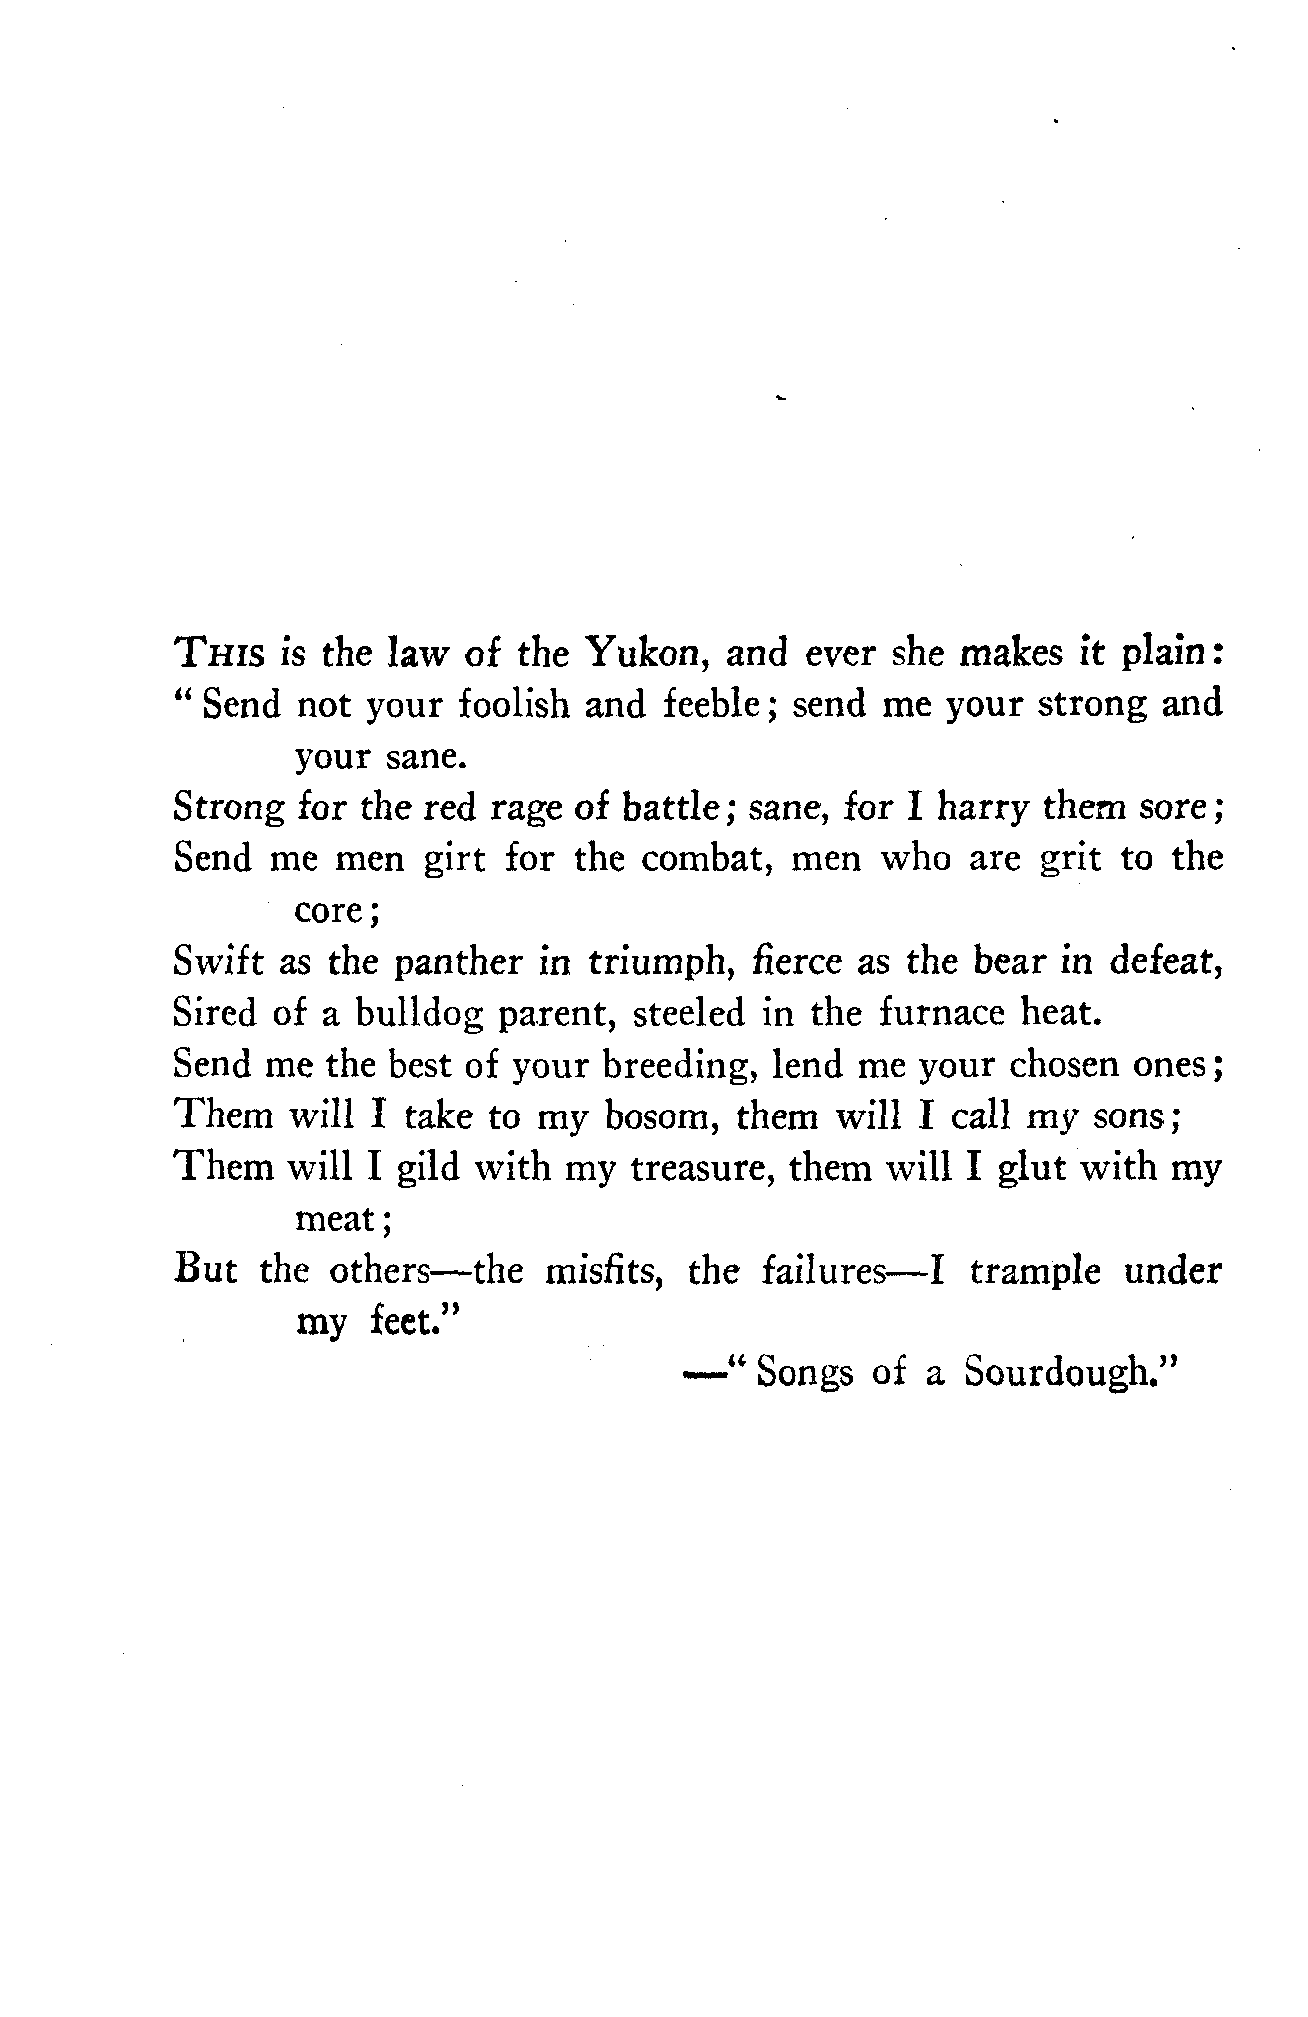 THIS is the law of the Yukon, and ever she makes it plain:
“ Send not your foolish and feeble; send me your strong and
your sane.
Strong for the red rage of battle; sane, for I harry them sore;
Send me men girt for the combat, men who are grit to the
core;
Swift as the panther in triumph, fierce as the bear in defeat,
Sired of a bulldog parent, steeled in the furnace heat.
Send me the best of your breeding, lend me your chosen ones;
Them will I take to my bosom, them will I call my sons;
Them will I gild with my treasure, them will I glut with my
meat;
But the others—the misfits, the failures—I trample under
my feet.”
—“ Songs of a Sourdough.”